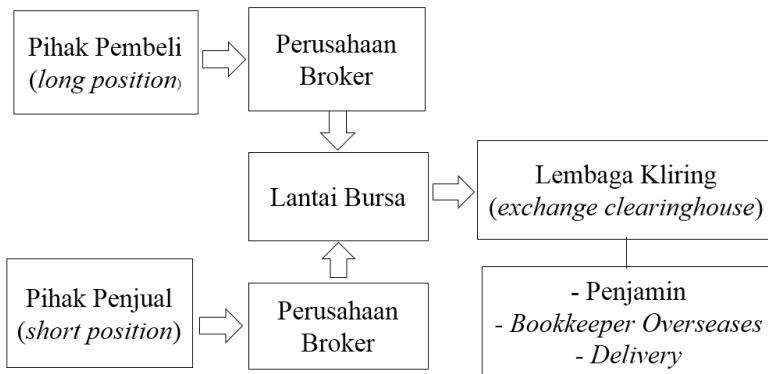 Pihak Pembeli
(long position)
Perusahaan
Broker
Lantai Bursa
Lembaga Kliring
(exchange clearinghouse)
Pihak Penjual
(short position)
Perusahaan
Broker
- Penjamin
- Bookkeeper Overseases
- Delivery